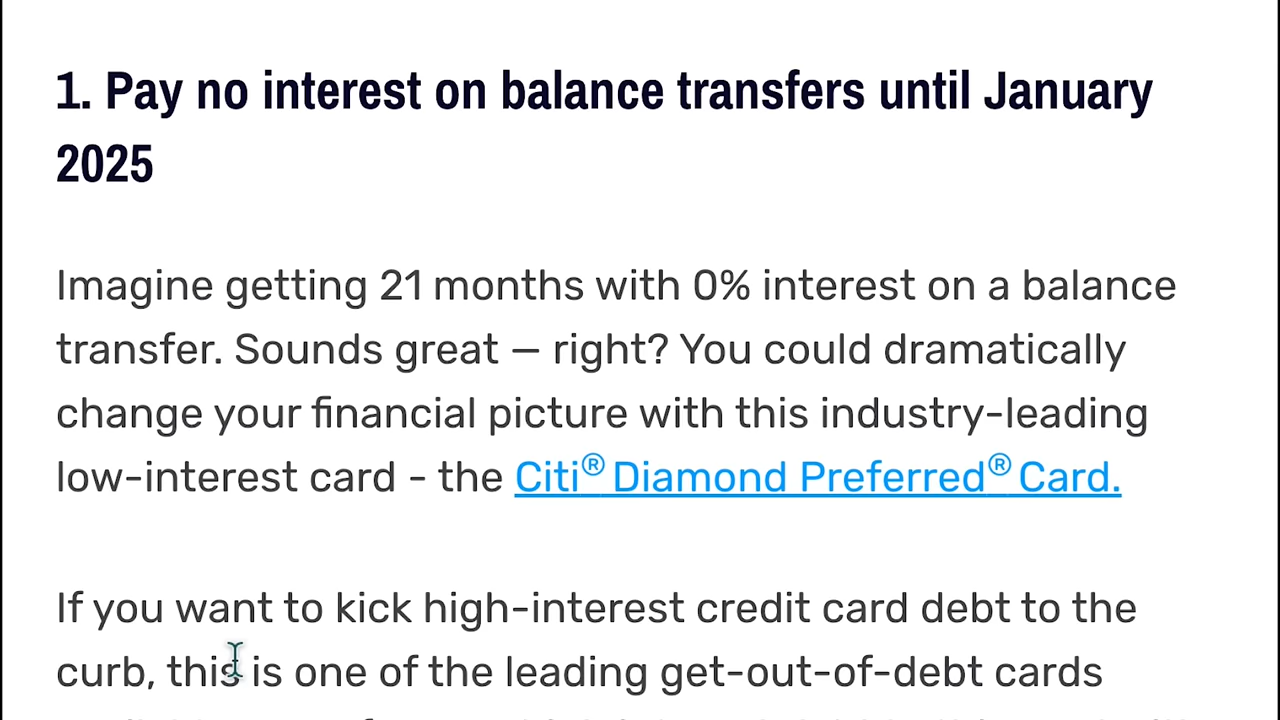 1. Pay no interest on balance transfers until January
2025
Imagine getting 21 months with 0% interest on a balance
transfer. Sounds great — right? You could dramatically
change your financial picture with this industry-leading
low-interest card - the Citi® Diamond Preferred® Card.
If you want to kick high-interest credit card debt to the
curb, this is one of the leading get-out-of-debt cards